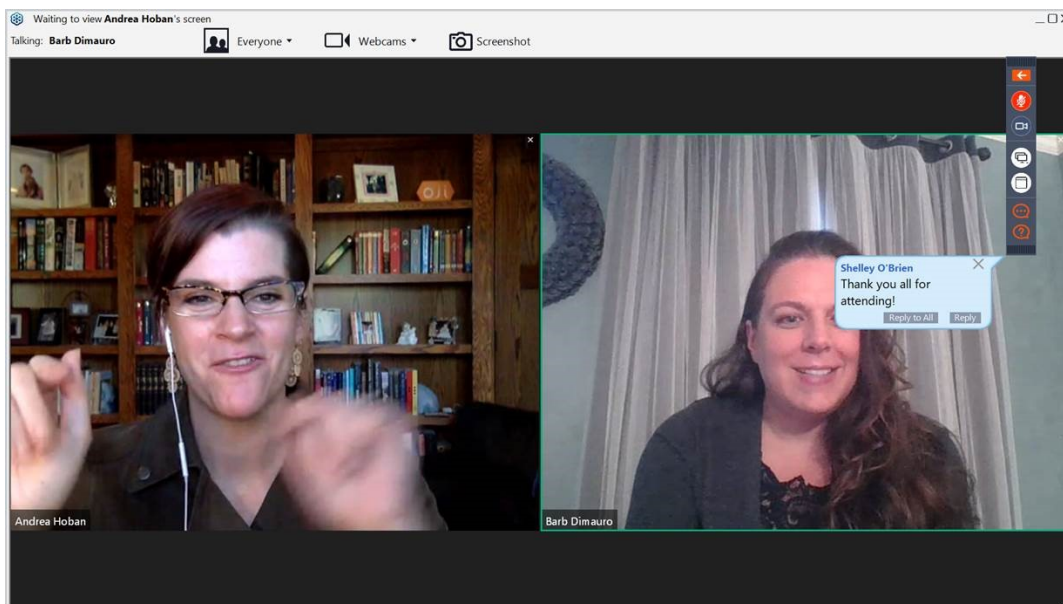 Waiting to view Andrea Hoban's screen
Talking: Barb Dimauro
Everyone
Webcams
Screenshot
Shelley O'Brien
Thank you all for
attending!
Reply to All Reply
Andrea Hoban
Barb Dimauro